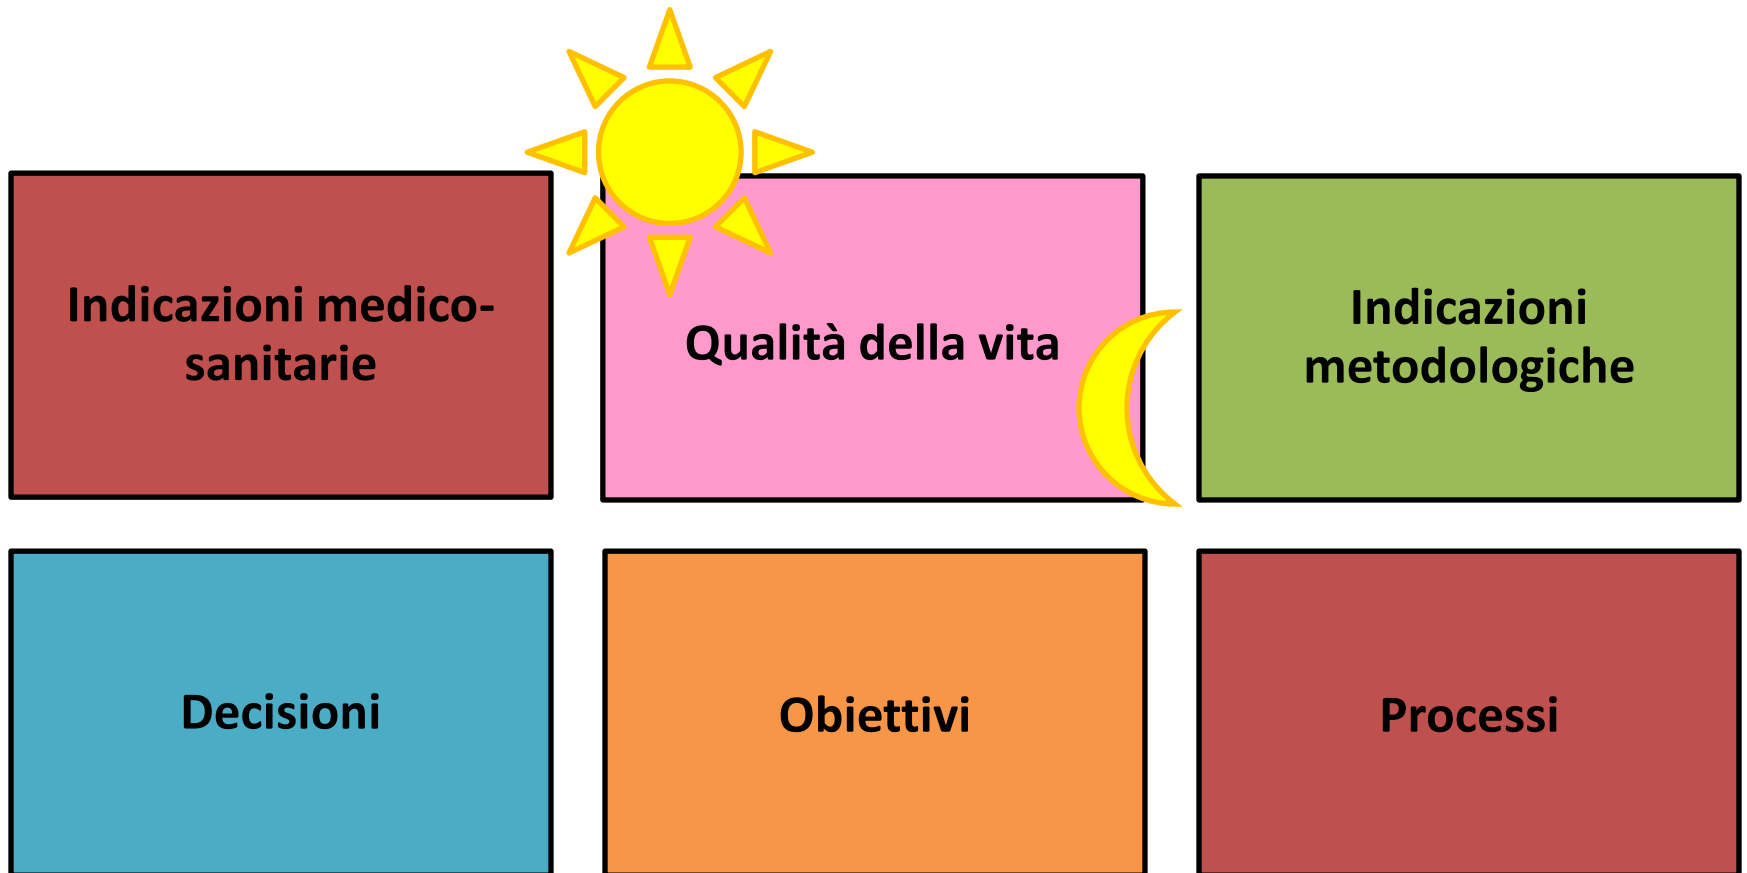 Indicazioni medico-
sanitarie
Qualità della vita
Indicazioni
metodologiche
Decisioni
Obiettivi
Processi